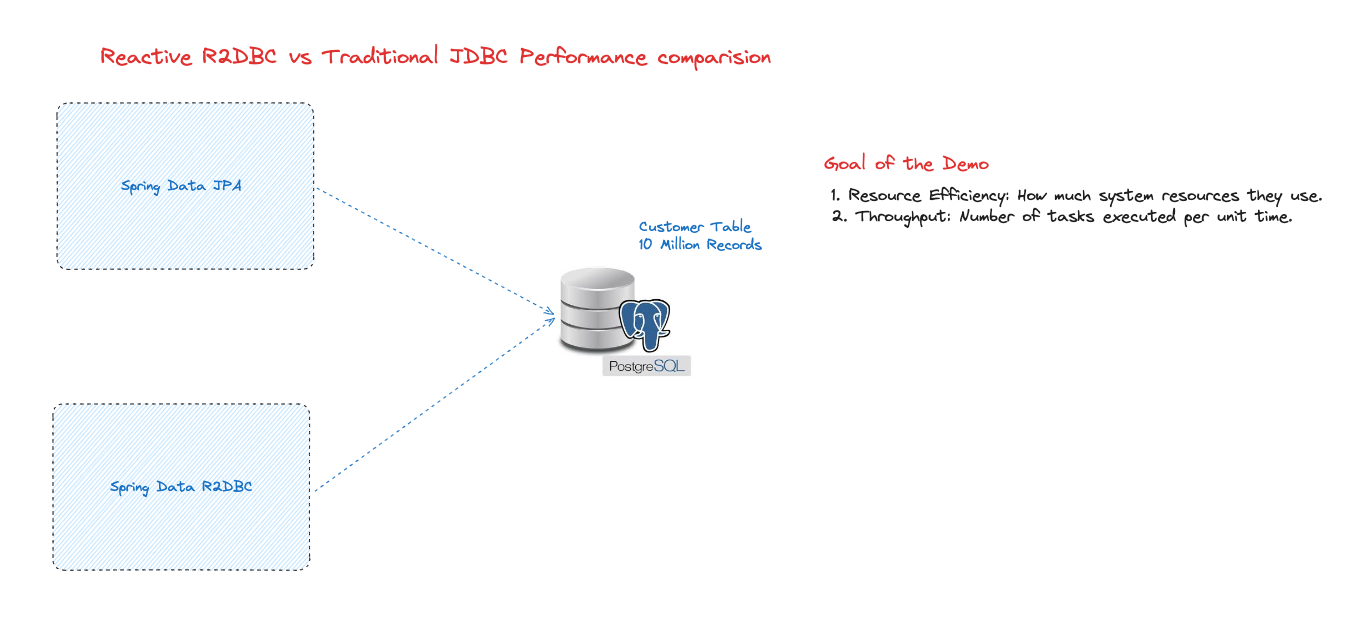 Reactive R2DBC vs Traditional JDBC Performance comparision
Spring Data JPA
Goal of the Demo
1. Resource Efficiency: How much system resources they use.
2. Throughput: Number of tasks executed per unit time.
Customer Table
10 Million Records
PostgreSQL
Spring Data R2DBC